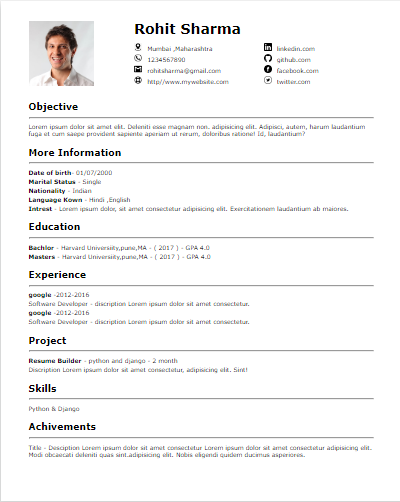 Rohit Sharma
Mumbai ,Maharashtra
linkedin.com
1234567890
github.com
rohitsharma@gmail.com
facebook.com
http//www.mywebsite.com
twitter.com
Objective
Lorem ipsum dolor sit amet elit. Deleniti esse magnam non. adipisicing elit. Adipisci, autem, harum laudantium
fuga et cum saepe provident sapiente aperiam ut rerum, doloribus ratione! Id, laudantium?
More Information
Date of birth- 01/07/2000
Marital Status - Single
Nationality - Indian
Language Kown - Hindi ,English
Intrest - Lorem ipsum dolor, sit amet consectetur adipisicing elit. Exercitationem laudantium ab maiores.
Education
Bachlor - Harvard Universiity,pune,MA - ( 2017 ) - GPA 4.0
Masters - Harvard Universiity,pune,MA - ( 2017 ) - GPA 4.0
Experience
google -2012-2016
Software Developer - discription Lorem ipsum dolor sit amet consectetur.
google -2012-2016
Software Developer - discription Lorem ipsum dolor sit amet consectetur.
Project
Resume Builder - python and django - 2 month
Discription Lorem ipsum dolor sit amet consectetur, adipisicing elit. Sint!
Skills
Python & Django
Achivements
Title - Desciption Lorem ipsum dolor sit amet consectetur Lorem ipsum dolor sit amet consectetur adipisicing elit.
Modi obcaecati deleniti quas sint.adipisicing elit. Nobis eligendi quidem ducimus asperiores.